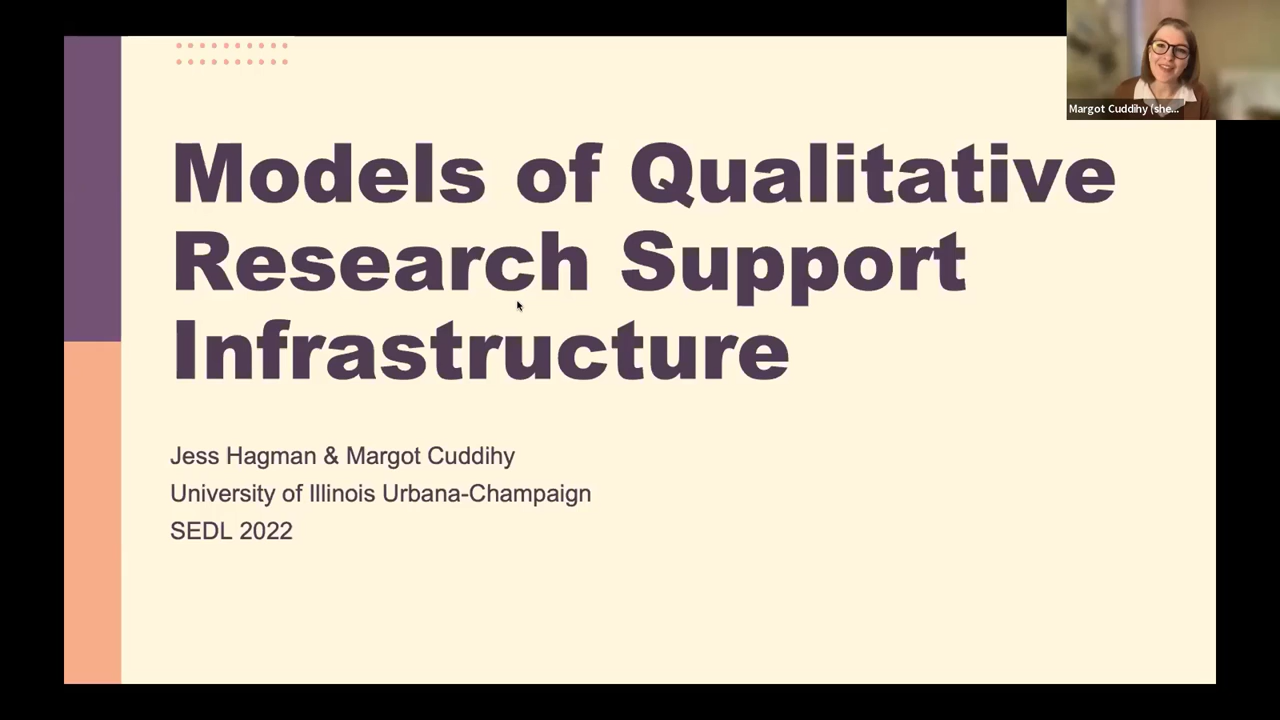 Models of Qualitative
Research Support
Infrastructure
Jess Hagman & Margot Cuddihy
University of Illinois Urbana-Champaign
SEDL 2022
Margot Cuddihy (she...